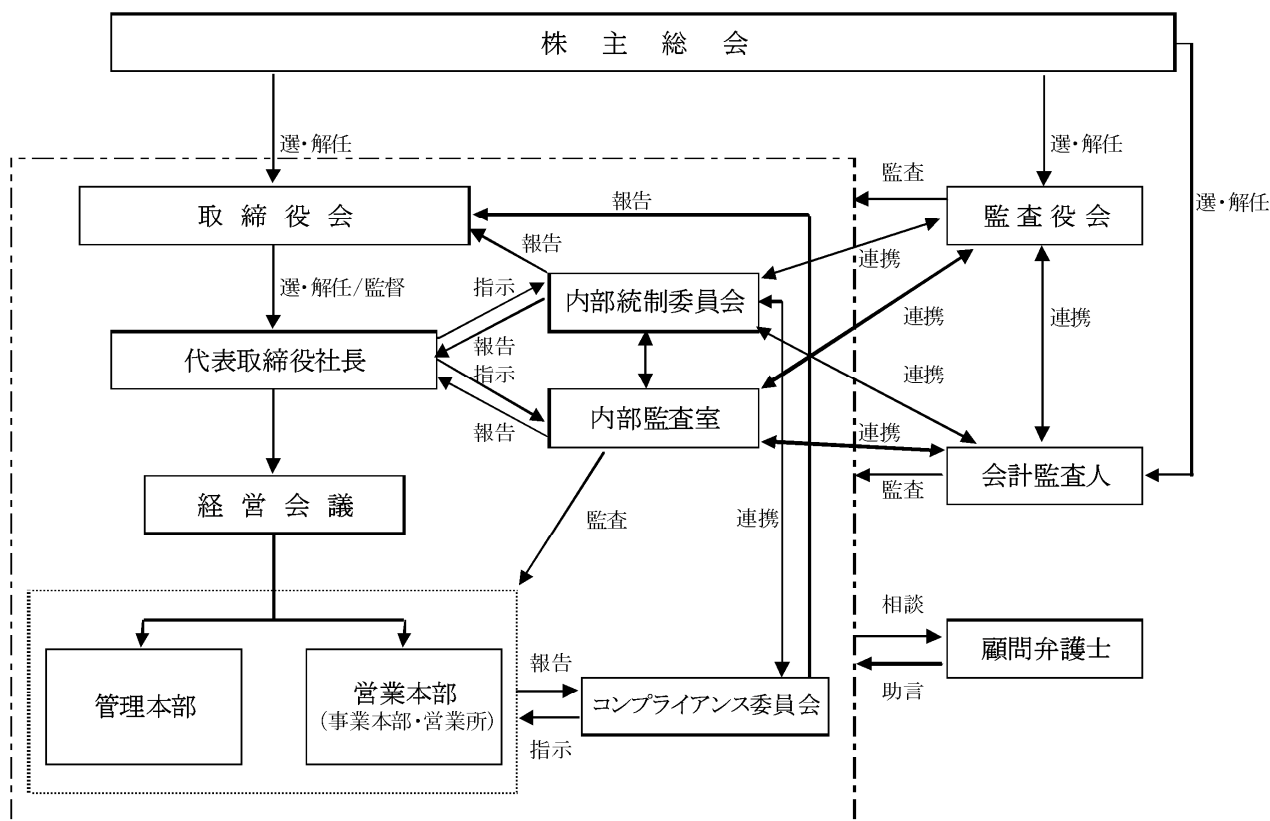 株主総会
選・解任
選・解任
選・解任
監査
取締役会
報告
監査役会
報告
連携
選・解任/監督
指示
内部統制委員会
連携
連携
代表取締役社長
報告
指示
連携
内部監査室
報告
連携
会計監査人
監査
経営会議
監査
連携
相談
顧問弁護士
助言
管理本部
営業本部
(事業本部・営業所)
報告
コンプライアンス委員会
指示